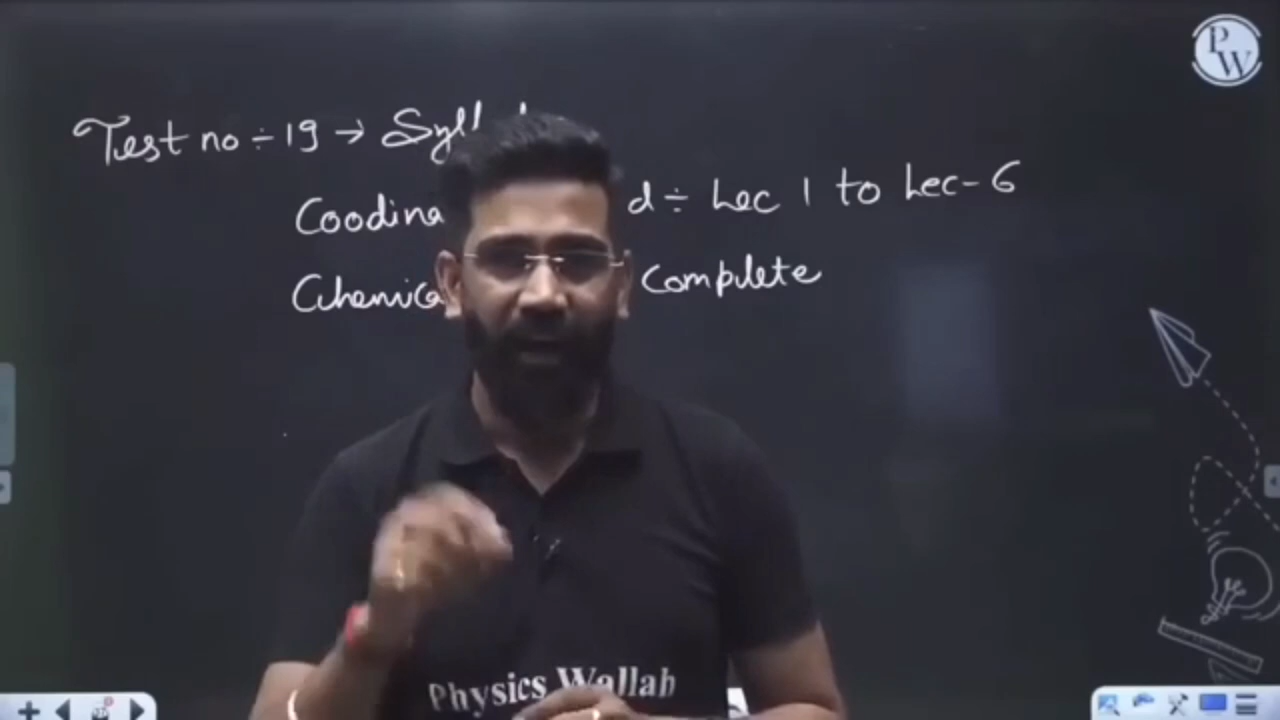 PW
Test no ÷ 19 → Syll
Coodina d ÷ Lec 1 to Lec - 6
Chemica Complete
Physics Wallah